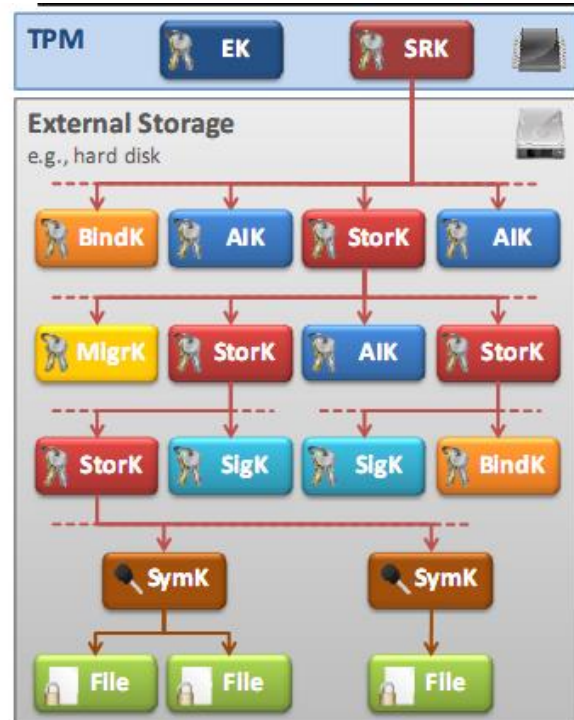 TPM
EK
SRK
External Storage
e.g., hard disk
BindK
AIK
StorK
AIK
MigrK
StorK
AIK
StorK
StorK
SigK
SigK
BindK
SymK
SymK
File
File
File